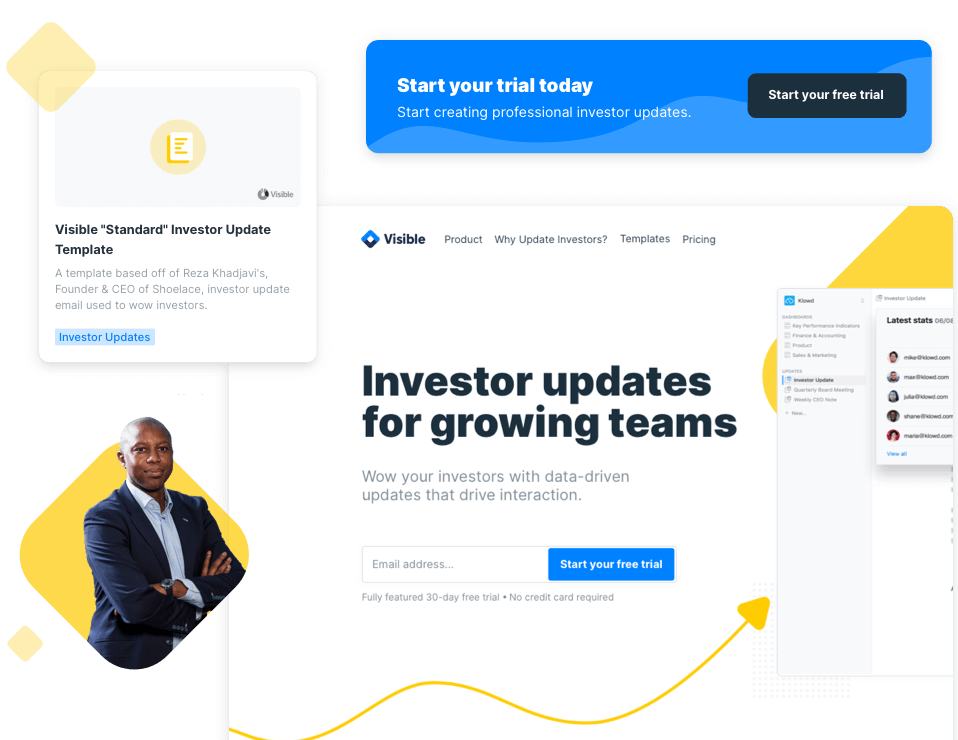 Start your trial today
Start creating professional investor updates.
Start your free trial
Visible
Visible "Standard" Investor Update
Template
A template based off of Reza Khadjavi's,
Founder & CEO of Shoelace, investor update
email used to wow investors.
Investor Updates
Visible
Product
Why Update Investors?
Templates
Pricing
Investor updates
for growing teams
Wow your investors with data-driven
updates that drive interaction.
Email address...
Start your free trial
Fully featured 30-day free trial • No credit card required
Klowd
DASHBOARDS
Key Performance Indicators
Finance & Accounting
Product
Sales & Marketing
UPDATES
Investor Update
Quarterly Board Meeting
Weekly CEO Note
+ New...
Investor Update
Latest stats 06/08
mike@klowd.com
max@klowd.com
julia@klowd.com
shane@klowd.com
maria@klowd.com
View all